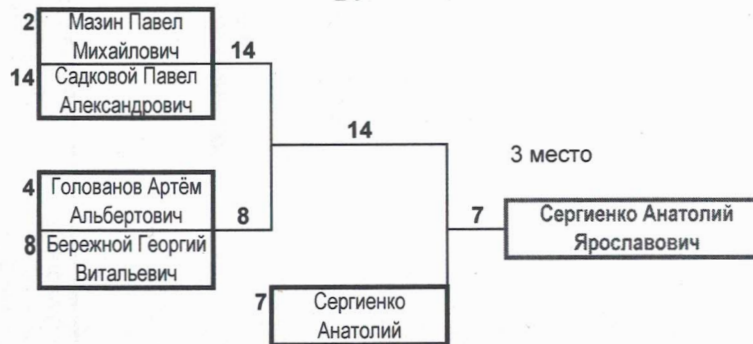 2 Мазин Павел
Михайлович
14
14 Садковой Павел
Александрович
14
3 место
4 Голованов Артём
Альбертович
8
7
Сергиенко Анатолий
Ярославович
8 Бережной Георгий
Витальевич
7 Сергиенко
Анатолий